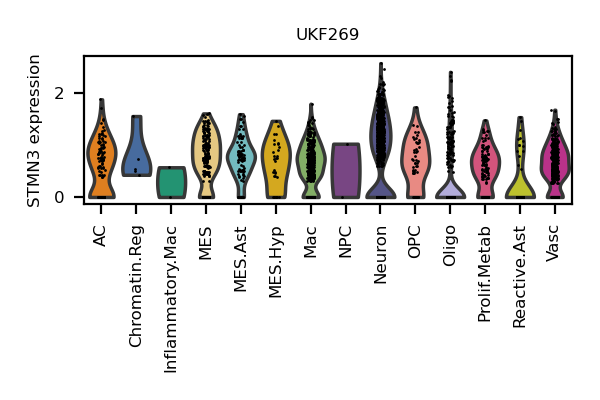 UKF269
STMN3 expression
2
0
AC
Chromatin.Reg
Inflammatory.Mac
MES
MES.Ast
MES.Hyp
Mac
NPC
Neuron
OPC
Oligo
Prolif.Metab
Reactive.Ast
Vasc